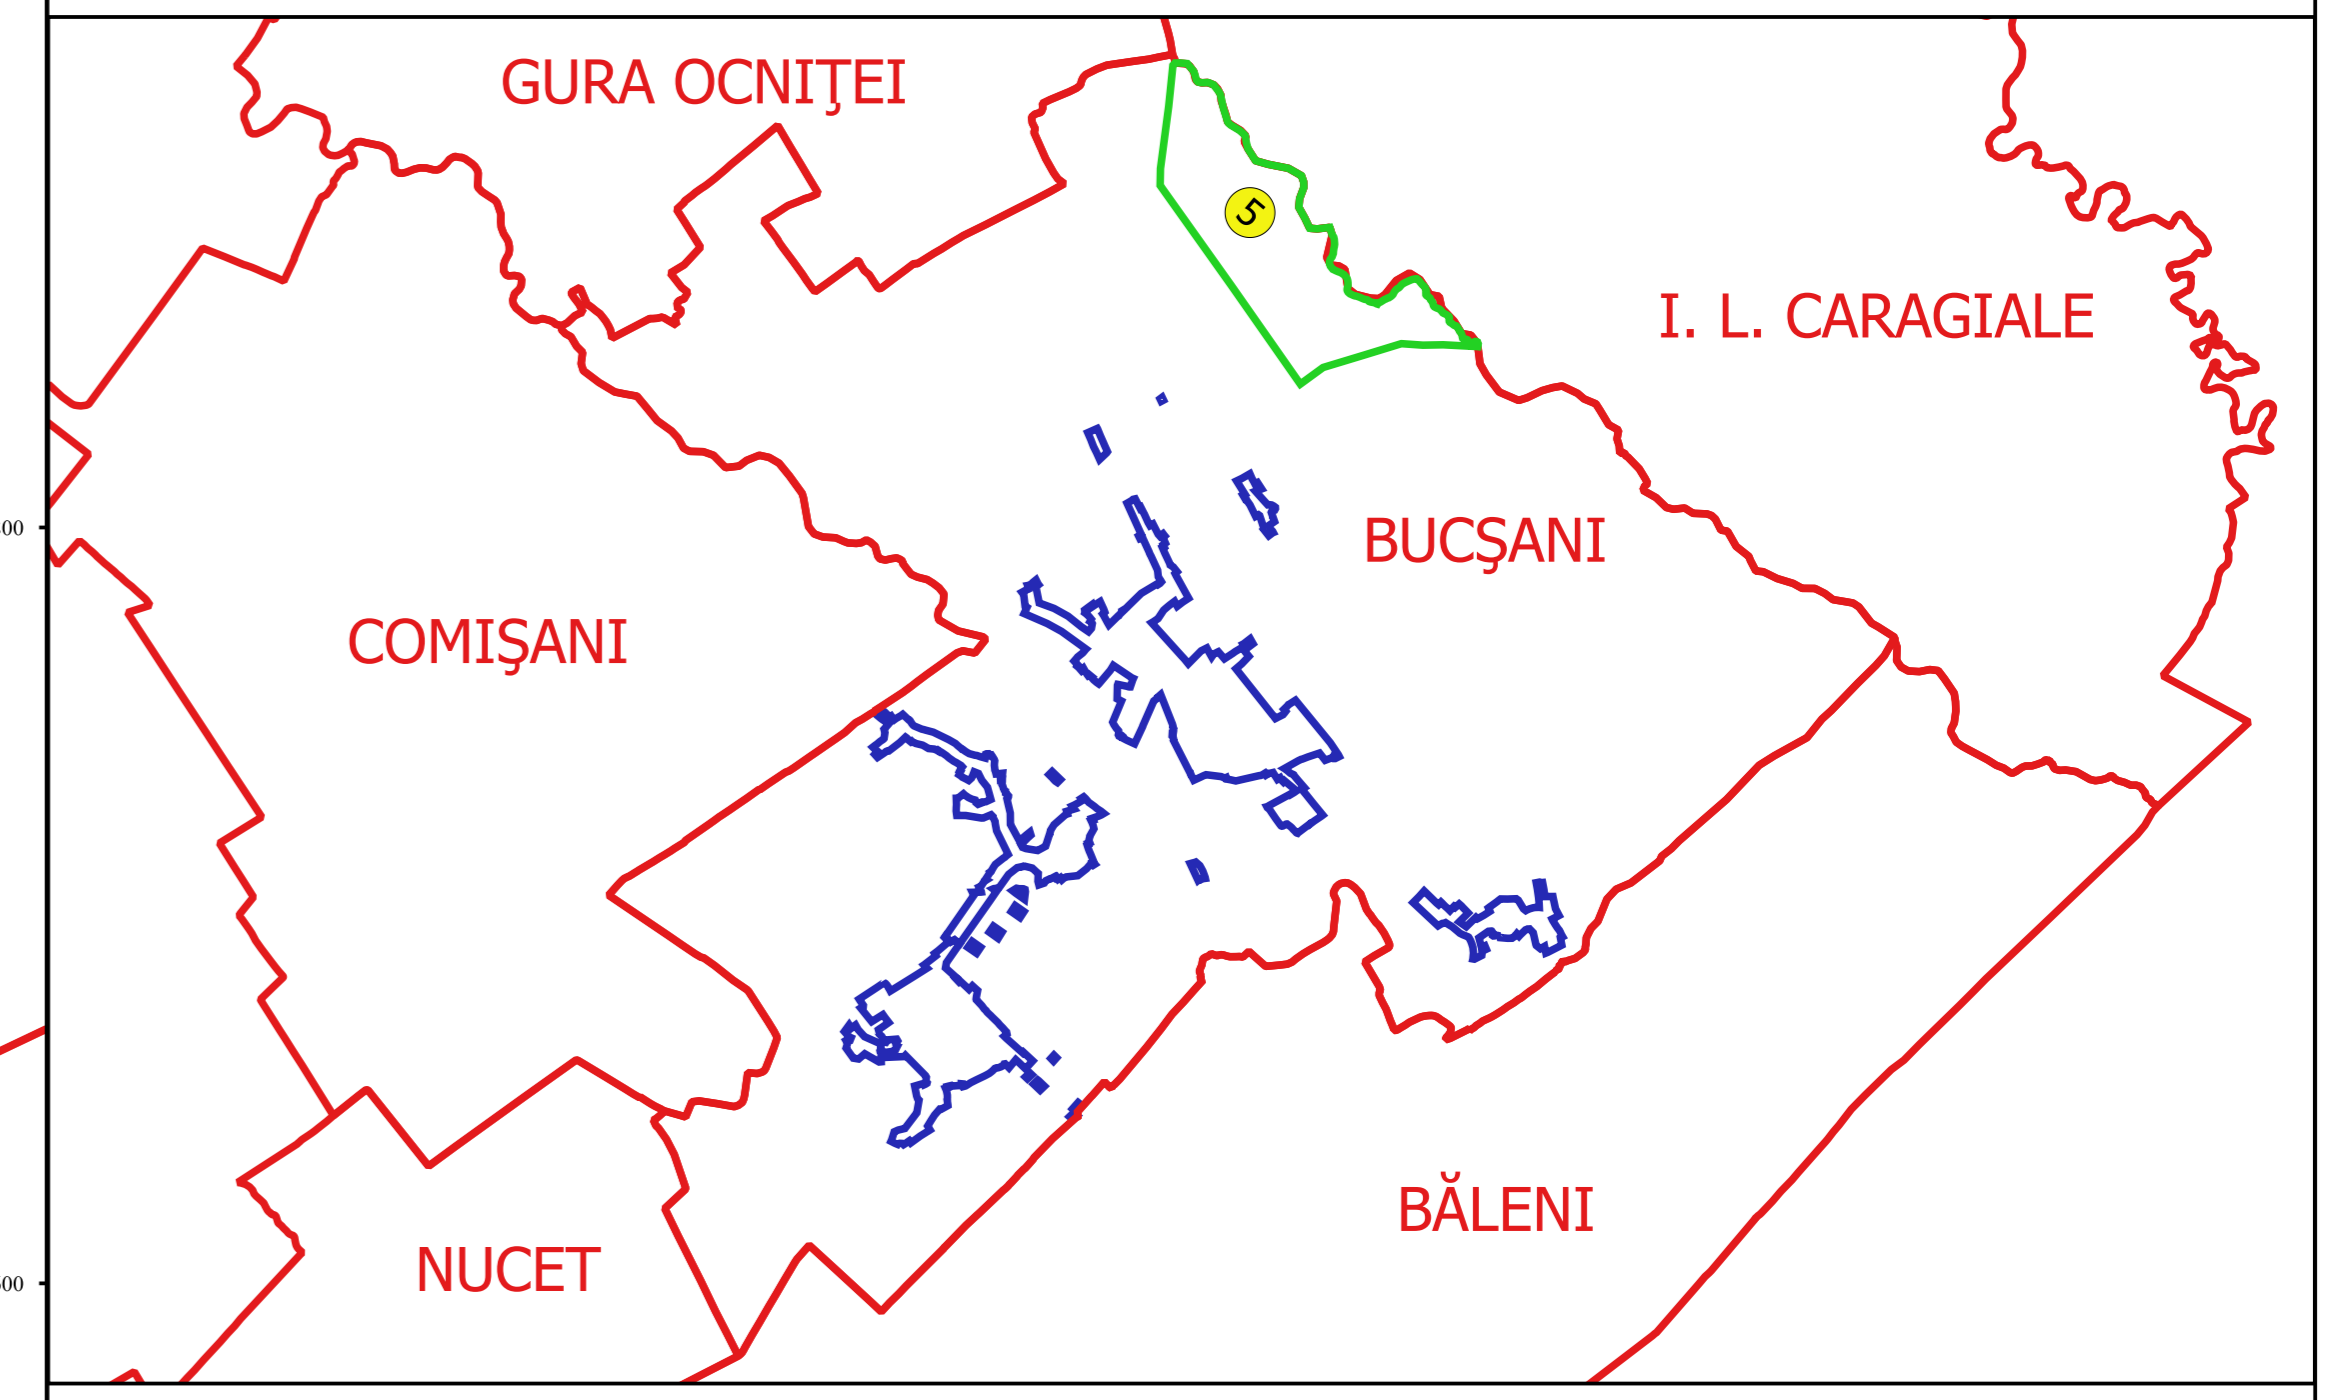 GURA OCNIŢEI
5
I. L. CARAGIALE
BUCŞANI
COMIŞANI
BĂLENI
NUCET